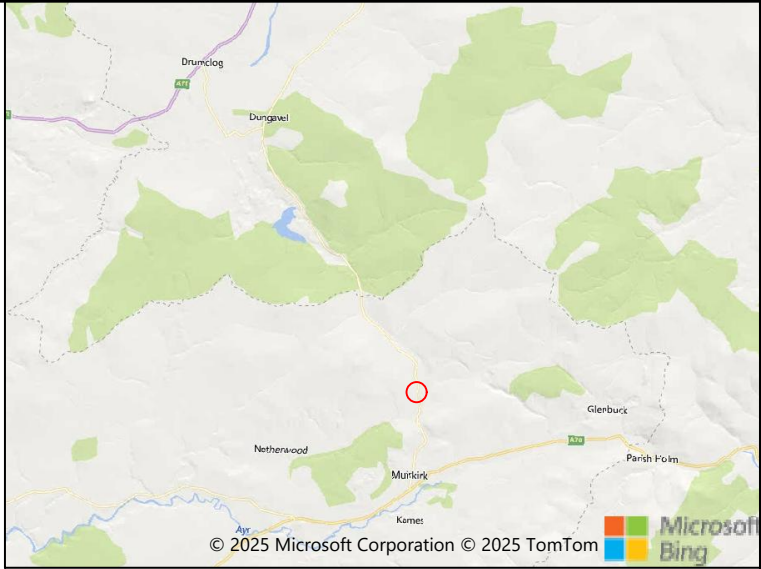 Drumclog
A71
Dungavel
Glenbuck
A70
Netherwood
Parish Holm
Muirkirk
Kames
Ayr
© 2025 Microsoft Corporation © 2025 TomTom
Microsoft
Bing